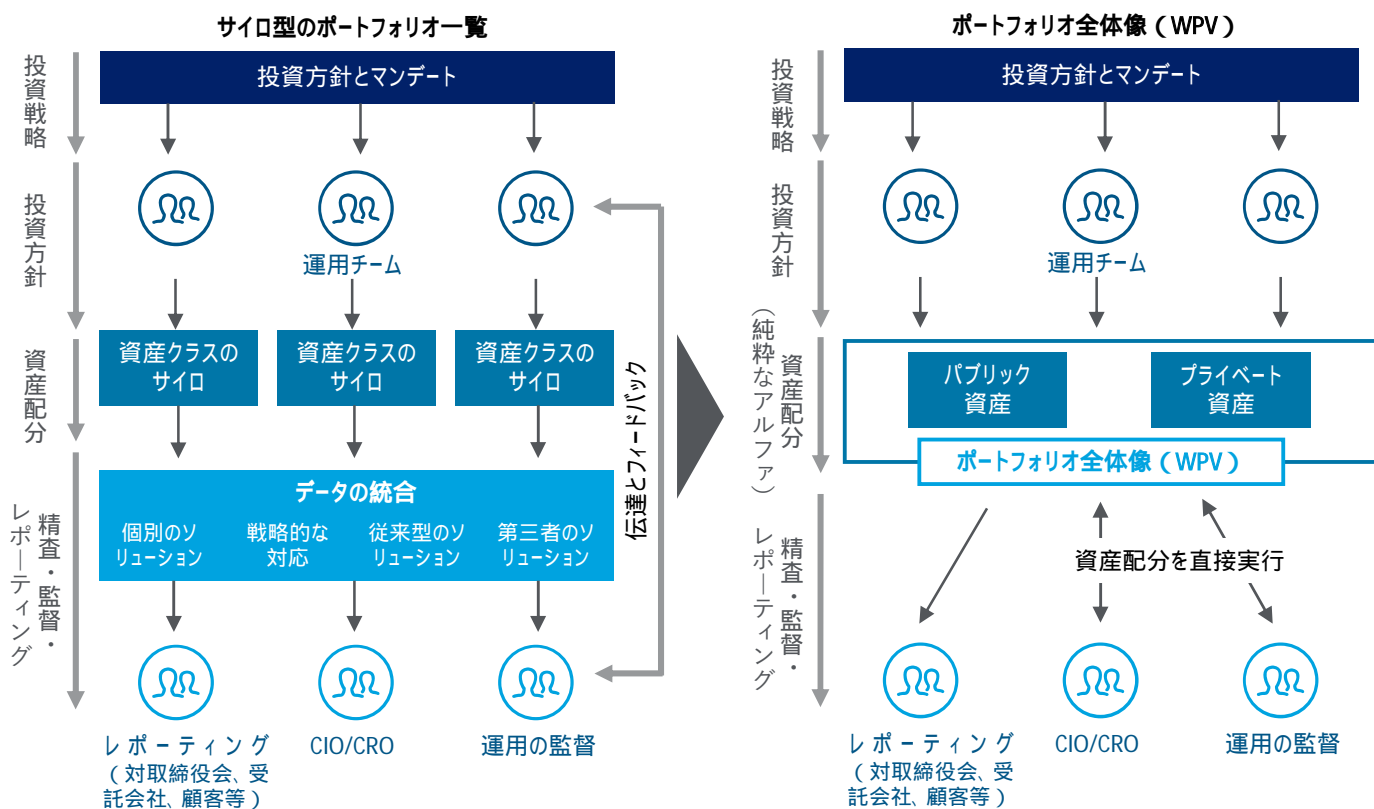 サイロ型のポートフォリオ一覧
投資戦略
投資方針とマンデート
投資方針
運用チーム
資産配分
資産クラスの
サイロ
資産クラスの
サイロ
資産クラスの
サイロ
伝達とフィードバック
精査・監督・
レポーティング
データの統合
個別のソ
リューション
戦略的な
対応
従来型のソ
リューション
第三者のソ
リューション
レポーティング
(対取締役会、受
託会社、顧客等)
CIO/CRO
運用の監督
ポートフォリオ全体像(WPV)
投資戦略
投資方針とマンデート
投資方針
運用チーム
資産配分
(純粋なアルファ)
パブリック
資産
プライベート
資産
ポートフォリオ全体像(WPV)
精査・監督・
レポーティング
資産配分を直接実行
レポーティング
(対取締役会、受
託会社、顧客等)
CIO/CRO
運用の監督